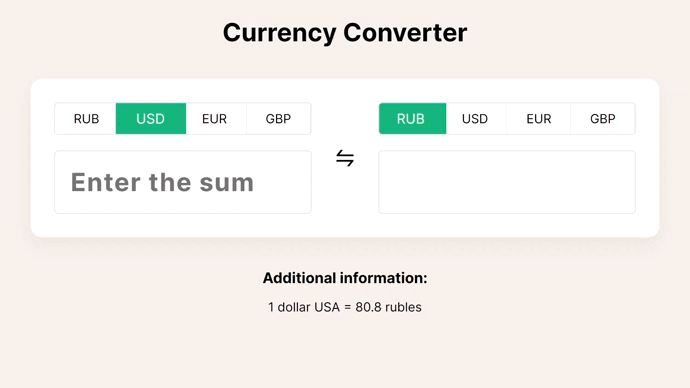 Currency Converter
RUB USD EUR GBP
RUB USD EUR GBP
Enter the sum
Additional information:
1 dollar USA = 80.8 rubles